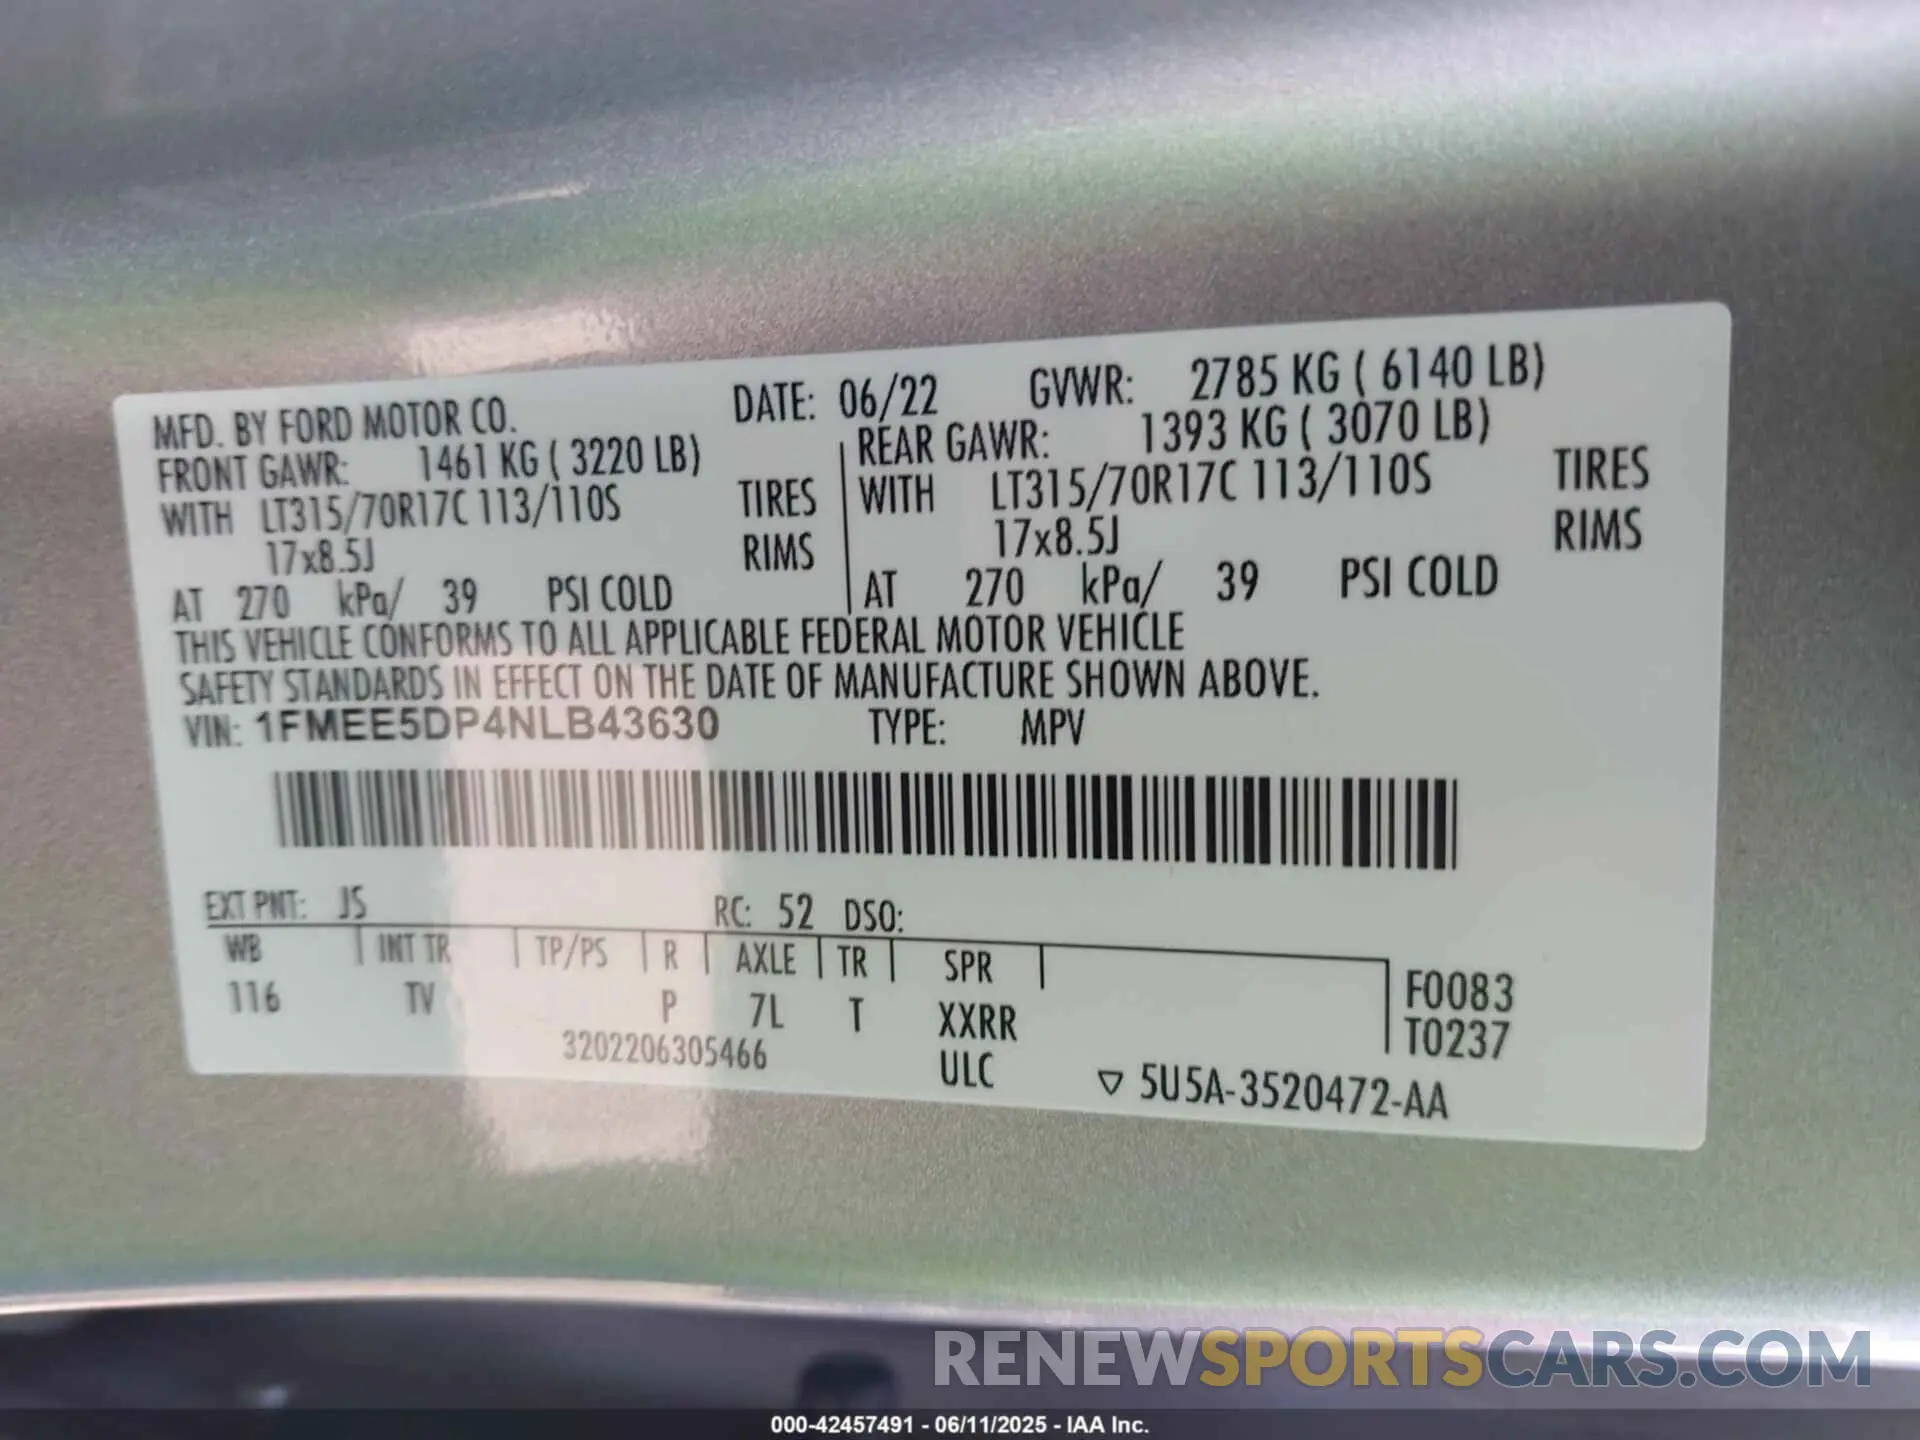 MFD. BY FORD MOTOR CO. DATE: 06/22 GVWR: 2785 KG ( 6140 LB)
FRONT GAWR: 1461 KG ( 3220 LB) REAR GAWR: 1393 KG ( 3070 LB)
WITH LT315/70R17C 113/110S TIRES WITH LT315/70R17C 113/110S TIRES
17x8.5J RIMS 17x8.5J RIMS
AT 270 kPa/ 39 PSI COLD AT 270 kPa/ 39 PSI COLD
THIS VEHICLE CONFORMS TO ALL APPLICABLE FEDERAL MOTOR VEHICLE
SAFETY STANDARDS IN EFFECT ON THE DATE OF MANUFACTURE SHOWN ABOVE.
VIN: 1FMEE5DP4NLB43630 TYPE: MPV
EXT PNT: JS RC: 52 DSO:
WB INT TR TP/PS R AXLE TR SPR F0083
116 TV P 7L T XXRR T0237
3202206305466 ULC ▽ 5U5A-3520472-AA
RENEWSPORTSCARS.COM
000-42457491 - 06/11/2025 - IAA Inc.